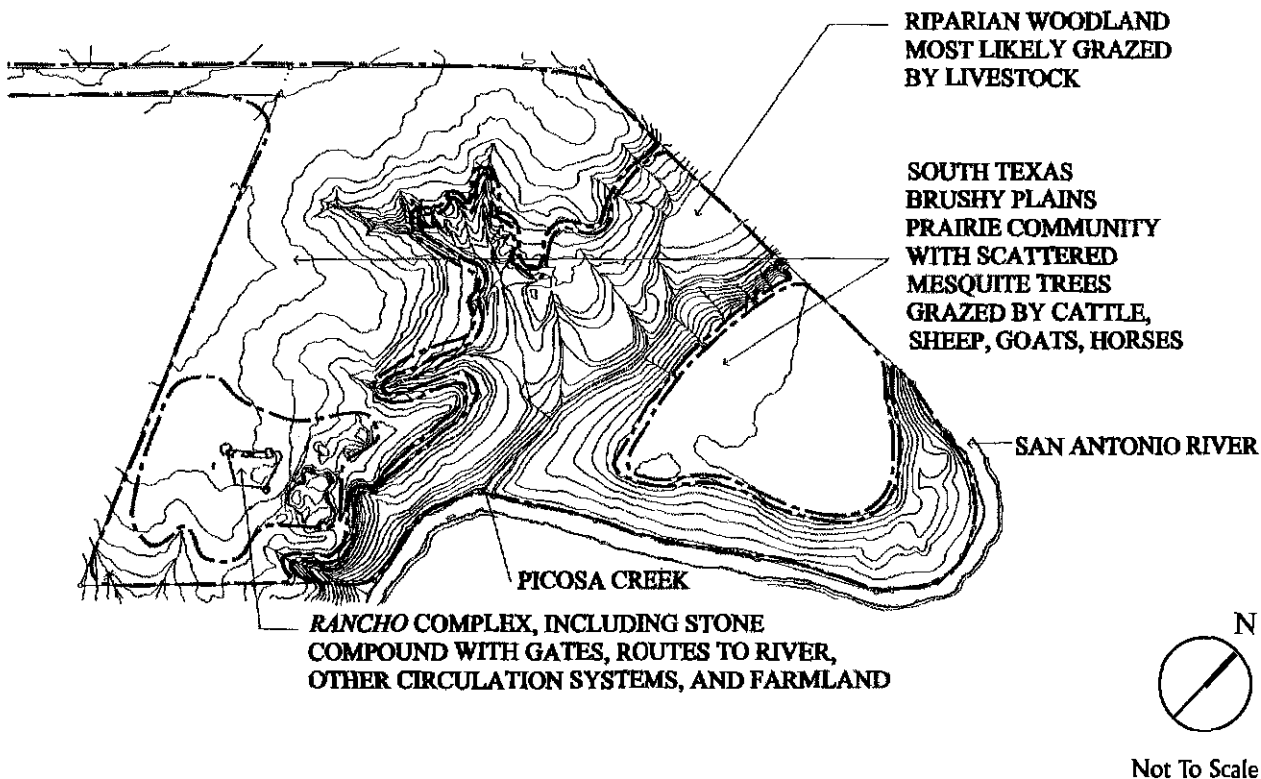 RIPARIAN WOODLAND
MOST LIKELY GRAZED
BY LIVESTOCK
SOUTH TEXAS
BRUSHY PLAINS
PRAIRIE COMMUNITY
WITH SCATTERED
MESQUITE TREES
GRAZED BY CATTLE,
SHEEP, GOATS, HORSES
SAN ANTONIO RIVER
PICOSA CREEK
RANCHO COMPLEX, INCLUDING STONE
COMPOUND WITH GATES, ROUTES TO RIVER,
OTHER CIRCULATION SYSTEMS, AND FARMLAND
N
Not To Scale